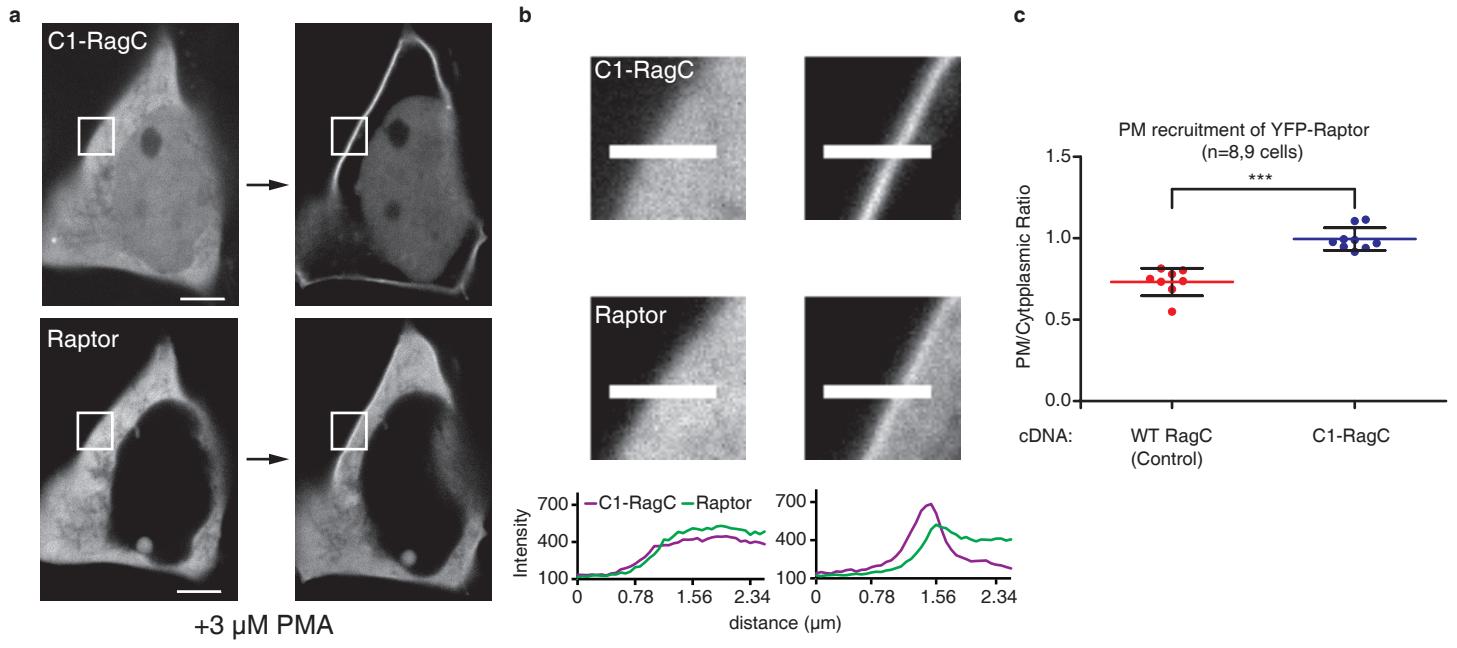 a
C1-RagC
Raptor
+3 µM PMA
b
C1-RagC
Raptor
700
400
100
Intensity
C1-RagC
Raptor
0
0.78
1.56
2.34
700
400
100
0
0.78
1.56
2.34
distance (µm)
c
PM recruitment of YFP-Raptor
(n=8,9 cells)
***
1.5
1.0
0.5
0.0
PM/Cytpplasmic Ratio
cDNA:
WT RagC
(Control)
C1-RagC